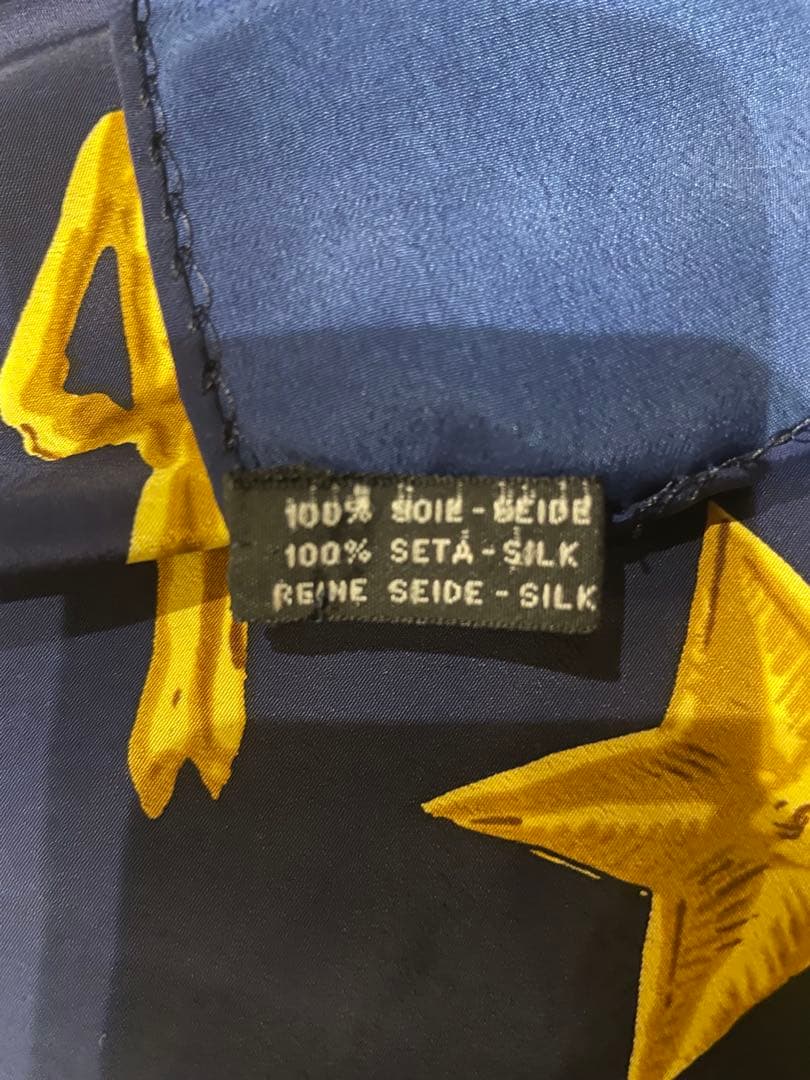 100% SOIE - SEIDE
100% SETA - SILK
REINE SEIDE - SILK